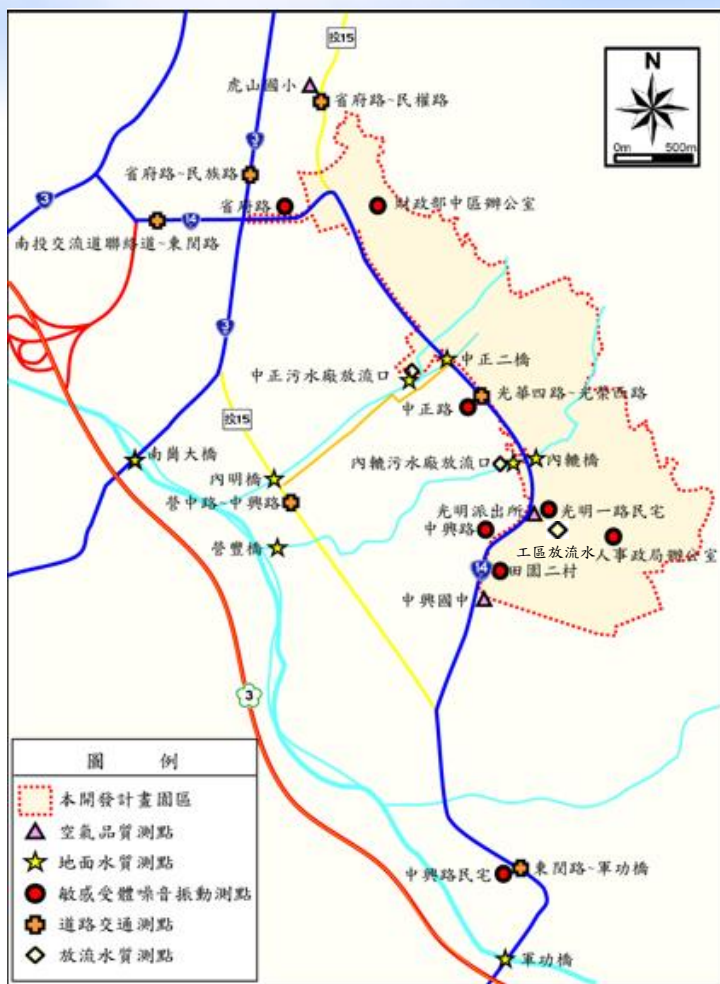 投15
N
0m 500m
虎山國小
省府路~民權路
3
省府路~民族路
3
省府路
財政部中區辦公室
14
南投交流道聯絡道~東閔路
3
中正二橋
中正污水廠放流口
光華四路~光榮西路
中正路
投15
內轆橋
內轆污水廠放流口
南崗大橋
內明橋
營中路~中興路
光明派出所
光明一路民宅
中興路
工區放流水
人事政局辦公室
營豐橋
14
田園二村
中興國中
3
圖 例
本開發計畫園區
空氣品質測點
地面水質測點
敏感受體噪音振動測點
道路交通測點
放流水質測點
東閔路~軍功橋
中興路民宅
軍功橋